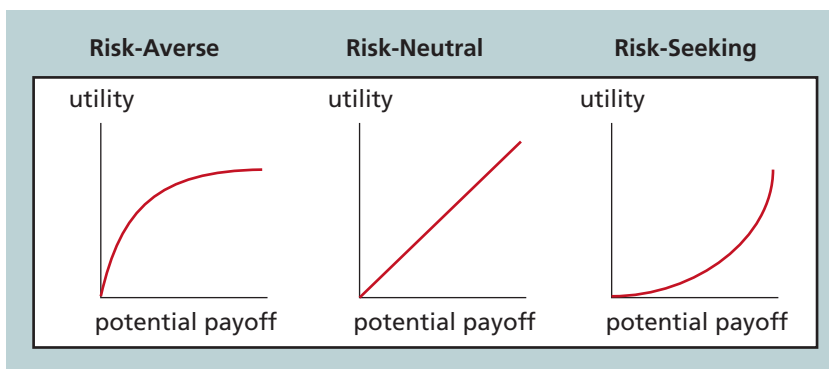 Risk-Averse Risk-Neutral Risk-Seeking
utility utility utility
potential payoff potential payoff potential payoff